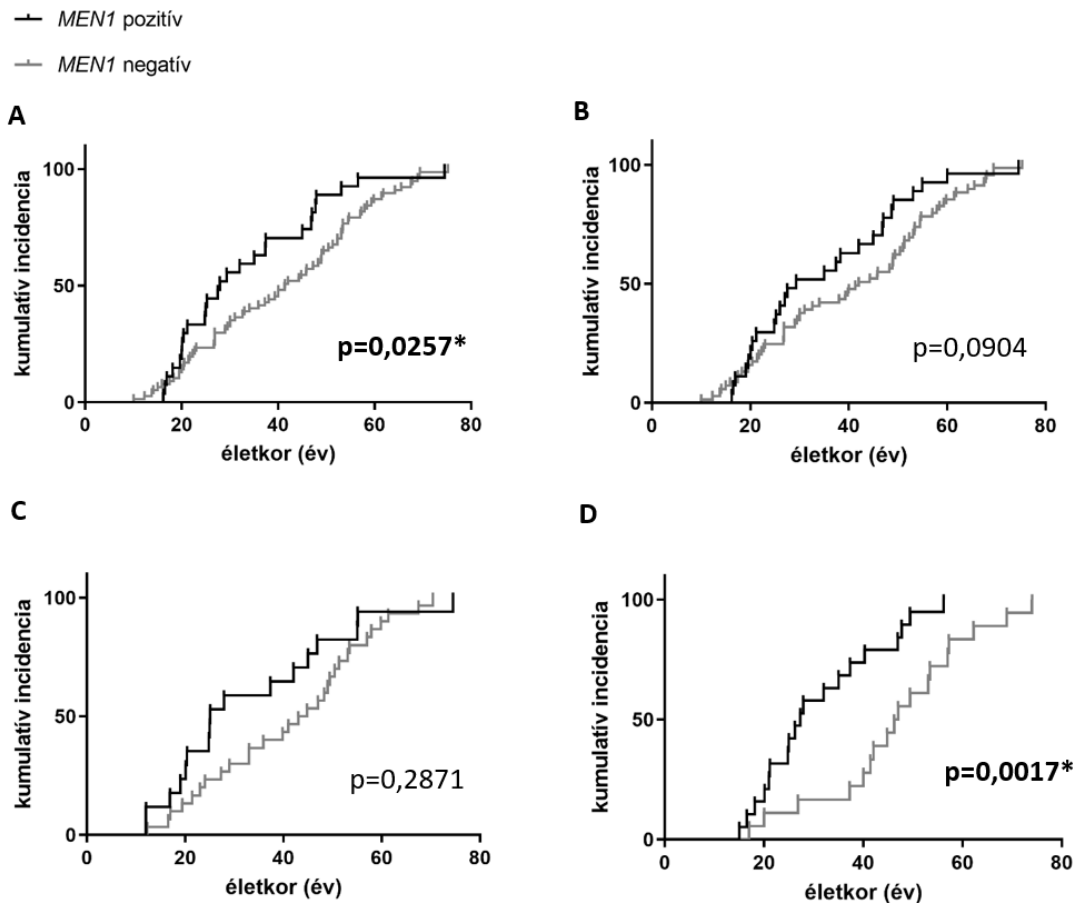 MEN1 pozitív
MEN1 negatív
A
kumulatív incidencia
100
50
0
0
20
40
60
80
életkor (év)
p=0,0257*
B
kumulatív incidencia
100
50
0
0
20
40
60
80
életkor (év)
p=0,0904
C
kumulatív incidencia
100
50
0
0
20
40
60
80
életkor (év)
p=0,2871
D
kumulatív incidencia
100
50
0
0
20
40
60
80
életkor (év)
p=0,0017*